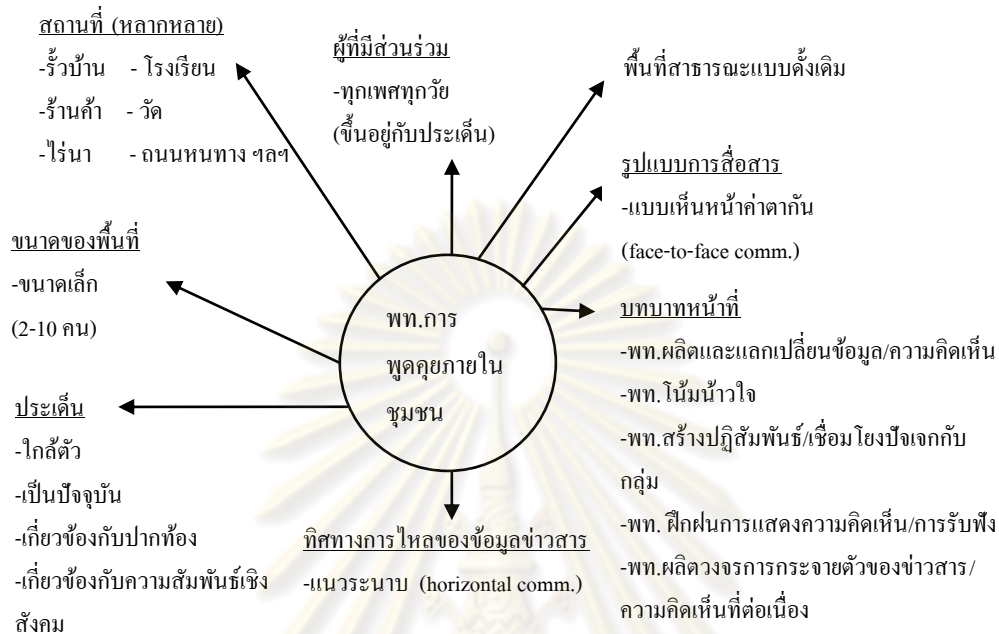 สถานที่ (หลากหลาย)
-รั้วบ้าน - โรงเรียน
-ร้านค้า - วัด
-ไร่นา - ถนนหนทาง ฯลฯ
ผู้ที่มีส่วนร่วม
-ทุกเพศทุกวัย
(ขึ้นอยู่กับประเด็น)
พื้นที่สาธารณะแบบดั้งเดิม
รูปแบบการสื่อสาร
-แบบเห็นหน้าค่าตากัน
(face-to-face comm.)
ขนาดของพื้นที่
-ขนาดเล็ก
(2-10 คน)
พท.การ
พูดคุยภายใน
ชุมชน
บทบาทหน้าที่
-พท.ผลิตและแลกเปลี่ยนข้อมูล/ความคิดเห็น
-พท.โน้มน้าวใจ
-พท.สร้างปฏิสัมพันธ์/เชื่อมโยงปัจเจกกับ
กลุ่ม
-พท. ฝึกฝนการแสดงความคิดเห็น/การรับฟัง
-พท.ผลิตวงจรการกระจายตัวของข่าวสาร/
ความคิดเห็นที่ต่อเนื่อง
ประเด็น
-ใกล้ตัว
-เป็นปัจจุบัน
-เกี่ยวข้องกับปากท้อง
-เกี่ยวข้องกับความสัมพันธ์เชิง
สังคม
ทิศทางการไหลของข้อมูลข่าวสาร
-แนวระนาบ (horizontal comm.)